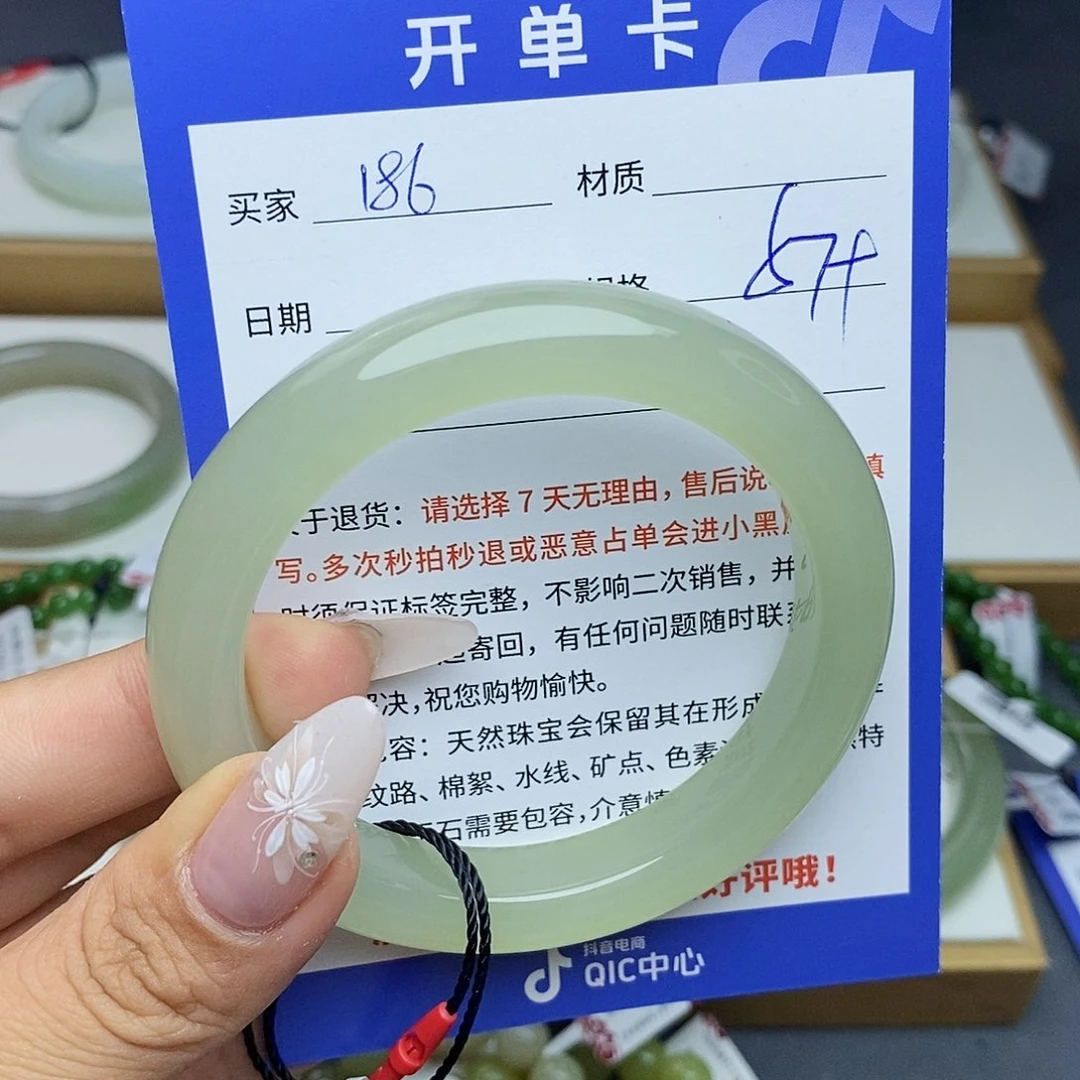 开单卡
买家 186 材质
日期 规格 57+
于退货：请选择7天无理由，售后说 慎
写。多次秒拍秒退或恶意占单会进小黑
时须保证标签完整，不影响二次销售，并
寄回，有任何问题随时联系
解决，祝您购物愉快。
容：天然珠宝会保留其在形成
纹路、棉絮、水线、矿点、色素 特
石需要包容，介意慎
好评哦！
抖音电商
QIC中心